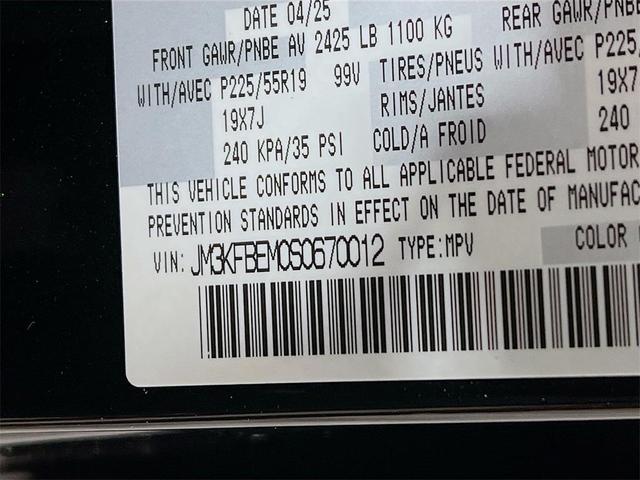 DATE 04/25
FRONT GAWR/PNBE AV 2425 LB 1100 KG REAR GAWR/PNBE
WITH/AVEC P225/55R19 99V TIRES/PNEUS WITH/AVEC P225/
19X7J RIMS/JANTES 19X7
240 KPA/35 PSI COLD/A FROID 240
THIS VEHICLE CONFORMS TO ALL APPLICABLE FEDERAL MOTOR
PREVENTION STANDARDS IN EFFECT ON THE DATE OF MANUFAC
VIN: JM3KFBEM0S0670012 TYPE:MPV COLOR